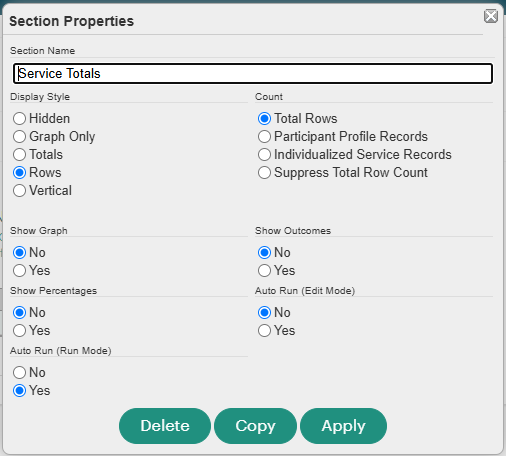 Section Properties
Section Name
Service Totals
Display Style
Count
Hidden
Total Rows
Graph Only
Participant Profile Records
Totals
Individualized Service Records
Rows
Suppress Total Row Count
Vertical
Show Graph
Show Outcomes
No
No
Yes
Yes
Show Percentages
Auto Run (Edit Mode)
No
No
Yes
Yes
Auto Run (Run Mode)
No
Yes
Delete
Copy
Apply